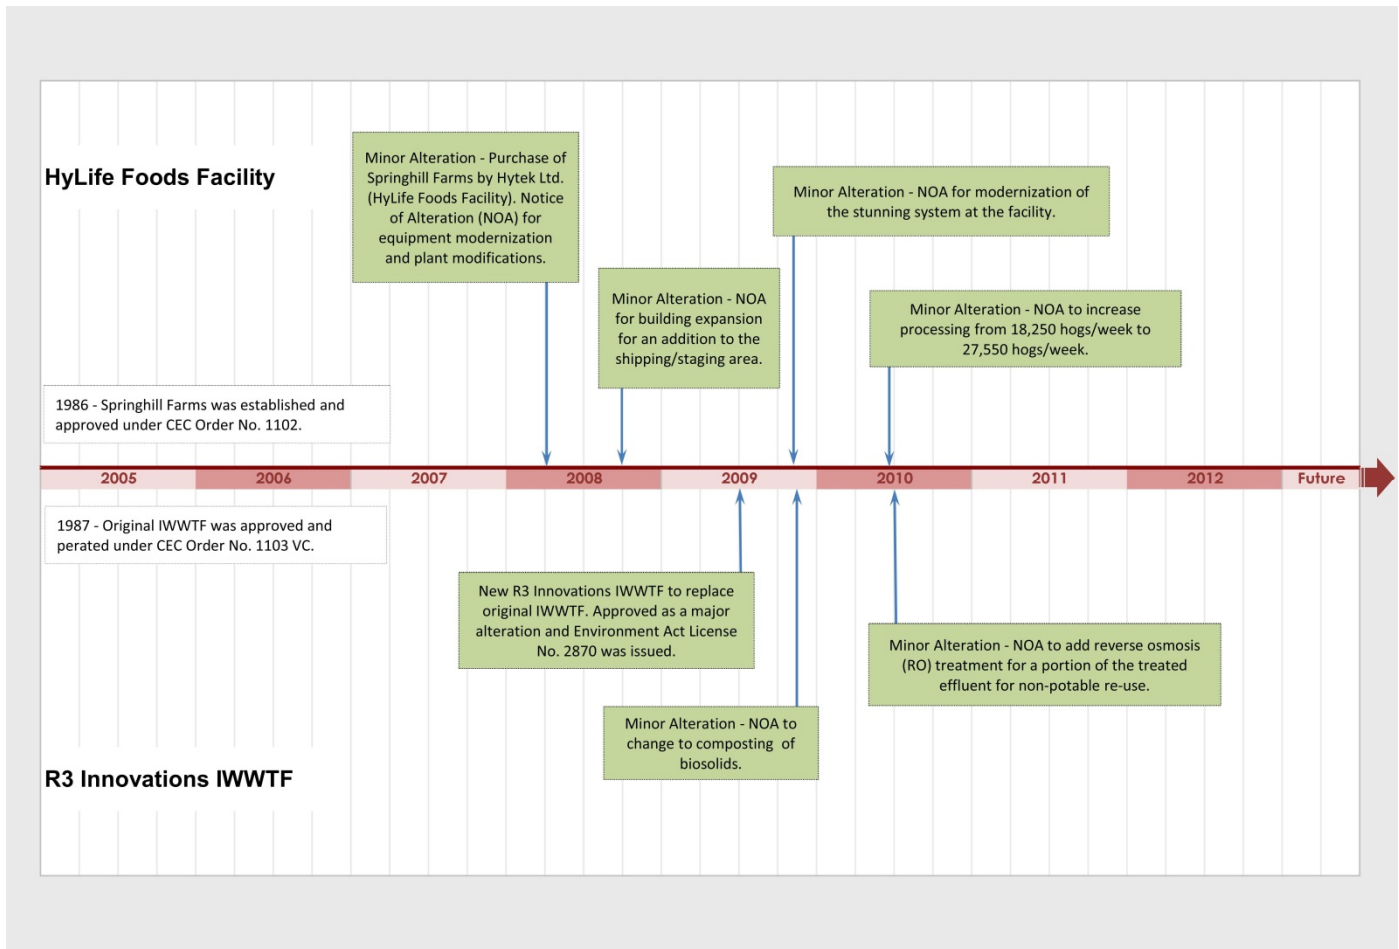 HyLife Foods Facility
Minor Alteration - Purchase of
Springhill Farms by Hytek Ltd.
(HyLife Foods Facility). Notice
of Alteration (NOA) for
equipment modernization
and plant modifications.
Minor Alteration - NOA for modernization of
the stunning system at the facility.
Minor Alteration - NOA
for building expansion
for an addition to the
shipping/staging area.
Minor Alteration - NOA to increase
processing from 18,250 hogs/week to
27,550 hogs/week.
1986 - Springhill Farms was established and
approved under CEC Order No. 1102.
2005 2006 2007 2008 2009 2010 2011 2012 Future
1987 - Original IWWTF was approved and
perated under CEC Order No. 1103 VC.
New R3 Innovations IWWTF to replace
original IWWTF. Approved as a major
alteration and Environment Act License
No. 2870 was issued.
Minor Alteration - NOA to add reverse osmosis
(RO) treatment for a portion of the treated
effluent for non-potable re-use.
Minor Alteration - NOA to
change to composting of
biosolids.
R3 Innovations IWWTF